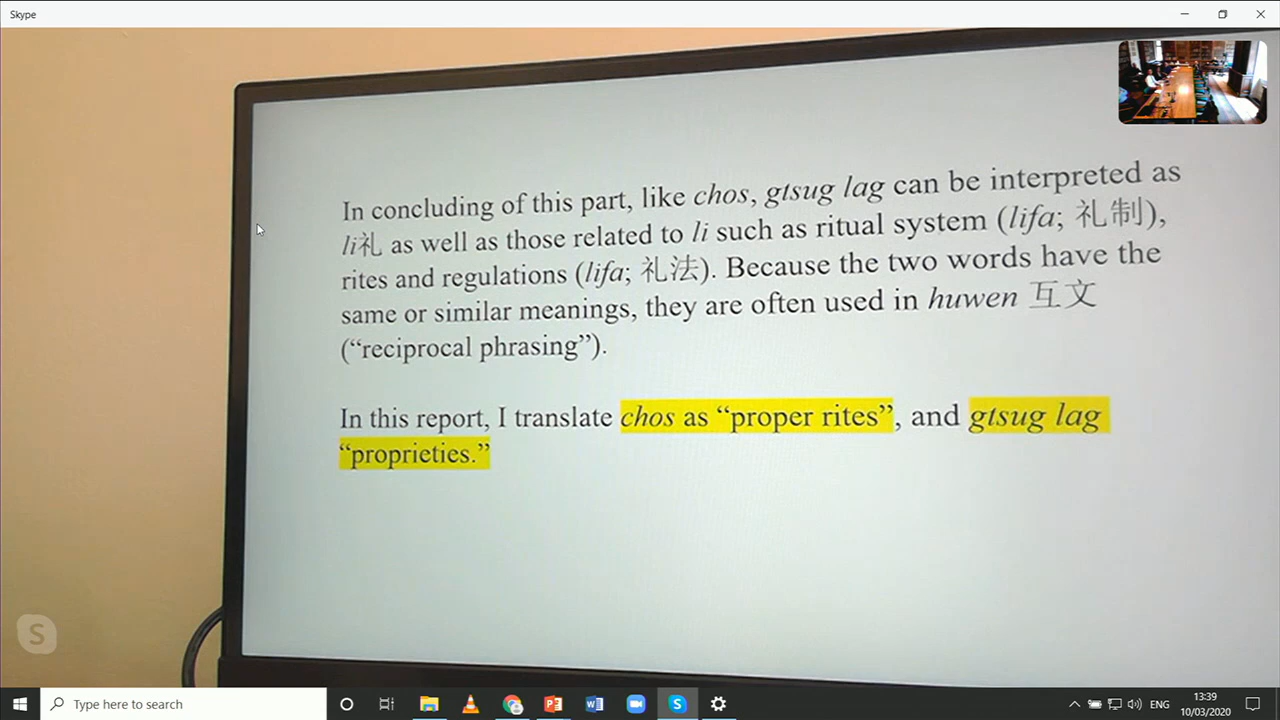 Skype
In concluding of this part, like chos, gtsug lag can be interpreted as
li礼 as well as those related to li such as ritual system (lifa; 礼制),
rites and regulations (lifa; 礼法). Because the two words have the
same or similar meanings, they are often used in huwen 互文
(“reciprocal phrasing”).
In this report, I translate chos as “proper rites”, and gtsug lag
“proprieties.”
Type here to search
ENG
13:39
10/03/2020